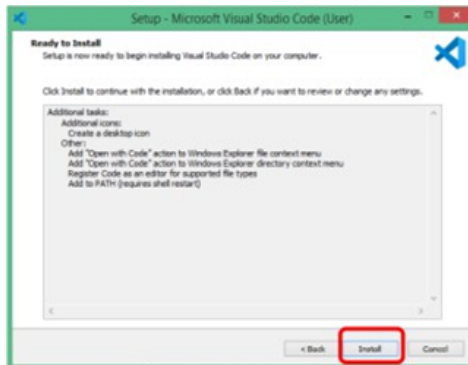 Setup - Microsoft Visual Studio Code (User)
Ready to Install
Setup is now ready to begin installing Visual Studio Code on your computer.
Click Install to continue with the installation, or click Back if you want to review or change any settings.
Additional tasks:
Additional icons:
Create a desktop icon
Other:
Add "Open with Code" action to Windows Explorer file context menu
Add "Open with Code" action to Windows Explorer directory context menu
Register Code as an editor for supported file types
Add to PATH (requires shell restart)
< Back Install Cancel